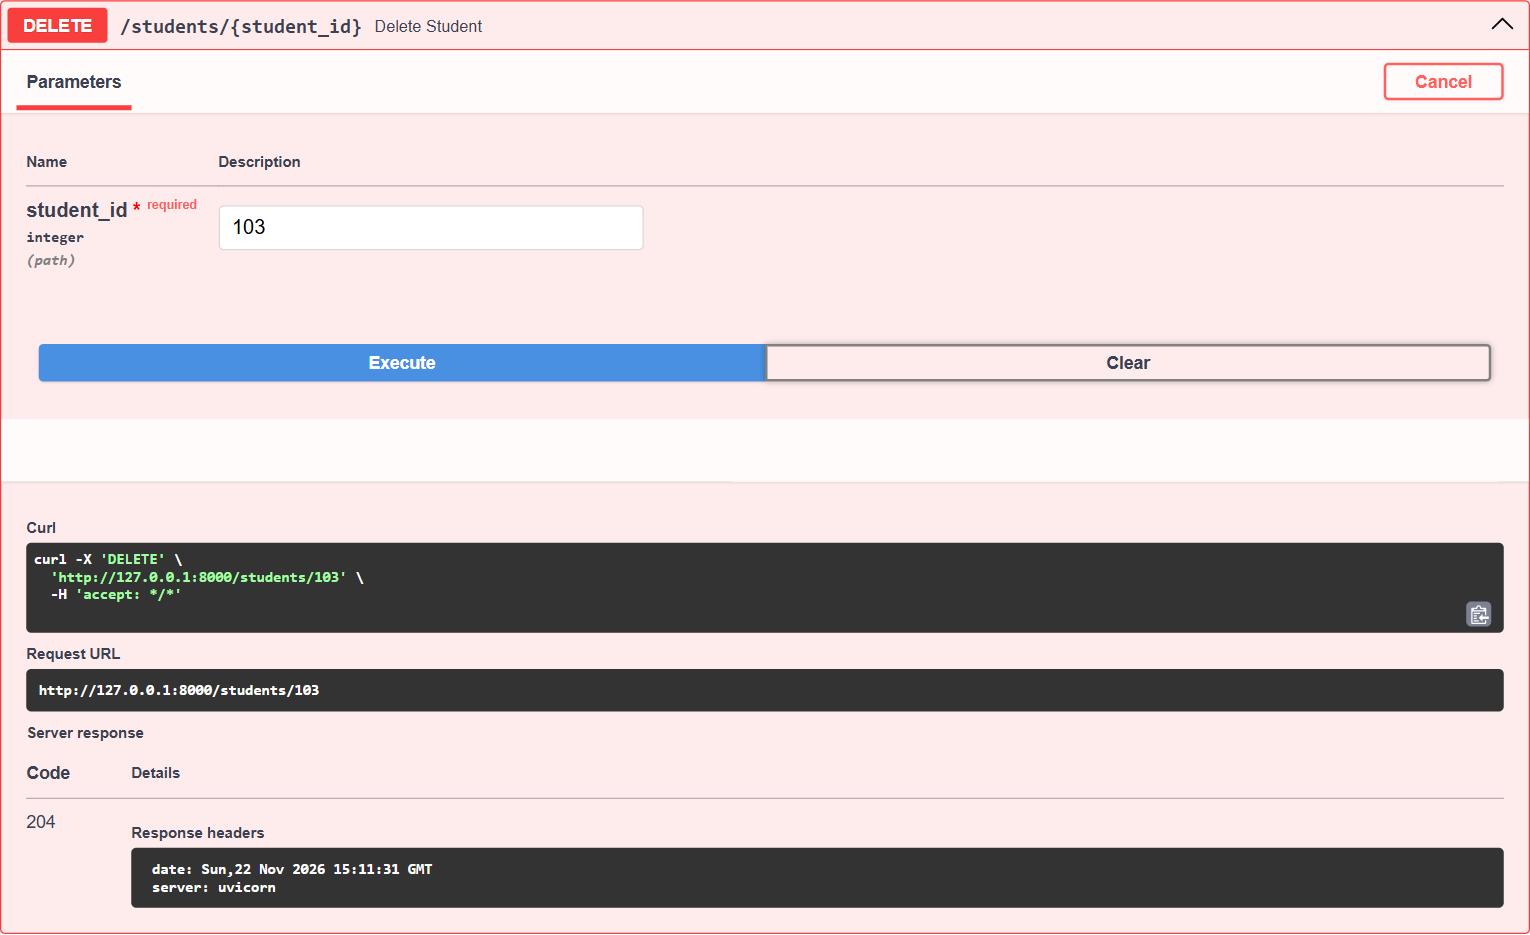 DELETE /students/{student_id} Delete Student
Parameters
Cancel
Name Description
student_id * required
integer
(path)
103
Execute
Clear
Curl
curl -X 'DELETE' \
  'http://127.0.0.1:8000/students/103' \
  -H 'accept: */*'
Request URL
http://127.0.0.1:8000/students/103
Server response
Code Details
204
Response headers
date: Sun,22 Nov 2026 15:11:31 GMT
server: uvicorn